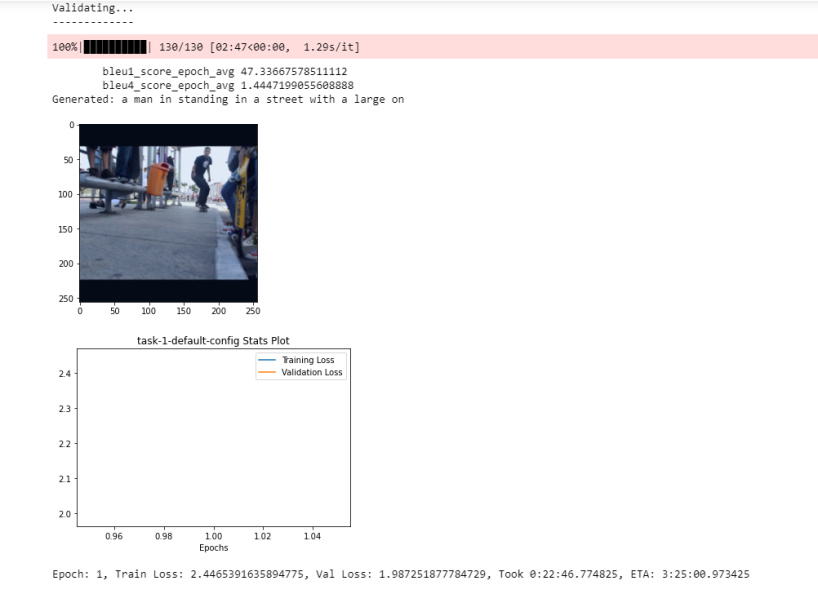 Validating...
-------------
100%|██████████| 130/130 [02:47<00:00, 1.29s/it]
bleu1_score_epoch_avg 47.33667578511112
bleu4_score_epoch_avg 1.4447199055608888
Generated: a man in standing in a street with a large on
0
50
100
150
200
250
0 50 100 150 200 250
task-1-default-config Stats Plot
Training Loss
Validation Loss
2.4
2.3
2.2
2.1
2.0
0.96 0.98 1.00 1.02 1.04
Epochs
Epoch: 1, Train Loss: 2.4465391635894775, Val Loss: 1.987251877784729, Took 0:22:46.774825, ETA: 3:25:00.973425